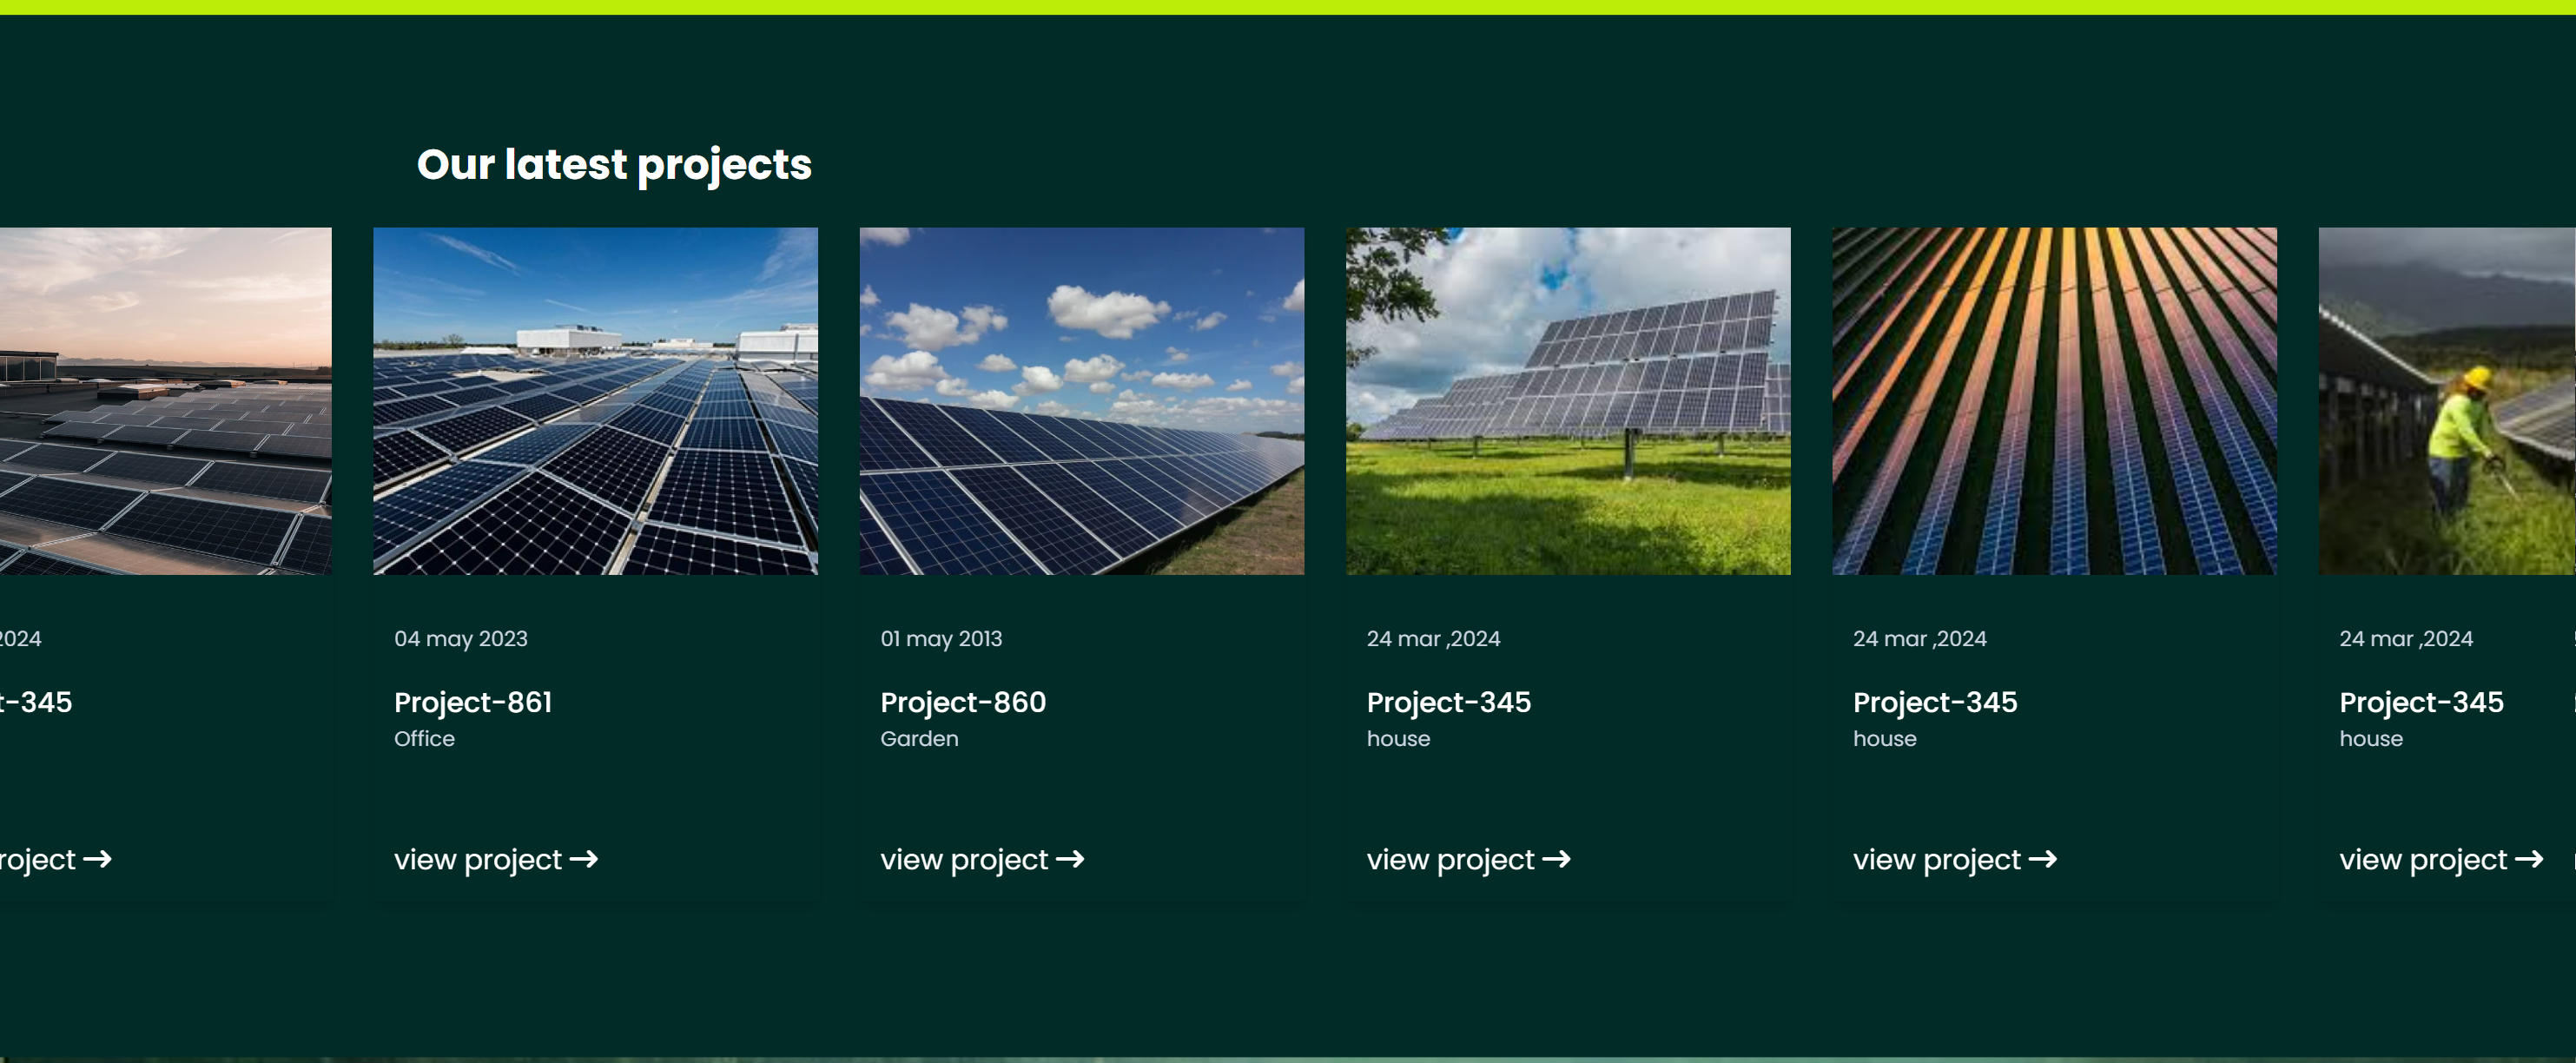 Our latest projects
2024
t-345
roject →
04 may 2023
Project-861
Office
view project →
01 may 2013
Project-860
Garden
view project →
24 mar ,2024
Project-345
house
view project →
24 mar ,2024
Project-345
house
view project →
24 mar ,2024
Project-345
house
view project →